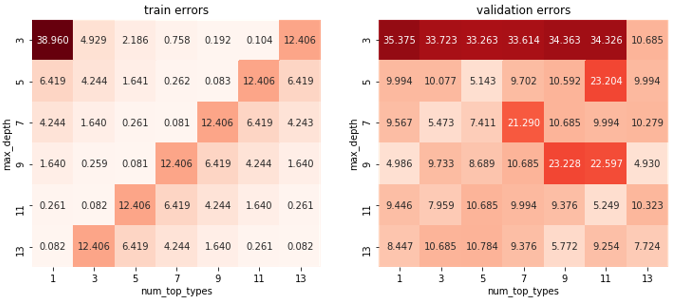 train errors
validation errors
max_depth
3 38.960 4.929 2.186 0.758 0.192 0.104 12.406
5 6.419 4.244 1.641 0.262 0.083 12.406 6.419
7 4.244 1.640 0.261 0.081 12.406 6.419 4.243
9 1.640 0.259 0.081 12.406 6.419 4.244 1.640
11 0.261 0.082 12.406 6.419 4.244 1.640 0.261
13 0.082 12.406 6.419 4.244 1.640 0.261 0.082
1 3 5 7 9 11 13
num_top_types
max_depth
3 35.375 33.723 33.263 33.614 34.363 34.326 10.685
5 9.994 10.077 5.143 9.702 10.592 23.204 9.994
7 9.567 5.473 7.411 21.290 10.685 9.994 10.279
9 4.986 9.733 8.689 10.685 23.228 22.597 4.930
11 9.446 7.959 10.685 9.994 9.376 5.249 10.323
13 8.447 10.685 10.784 9.376 5.772 9.254 7.724
1 3 5 7 9 11 13
num_top_types